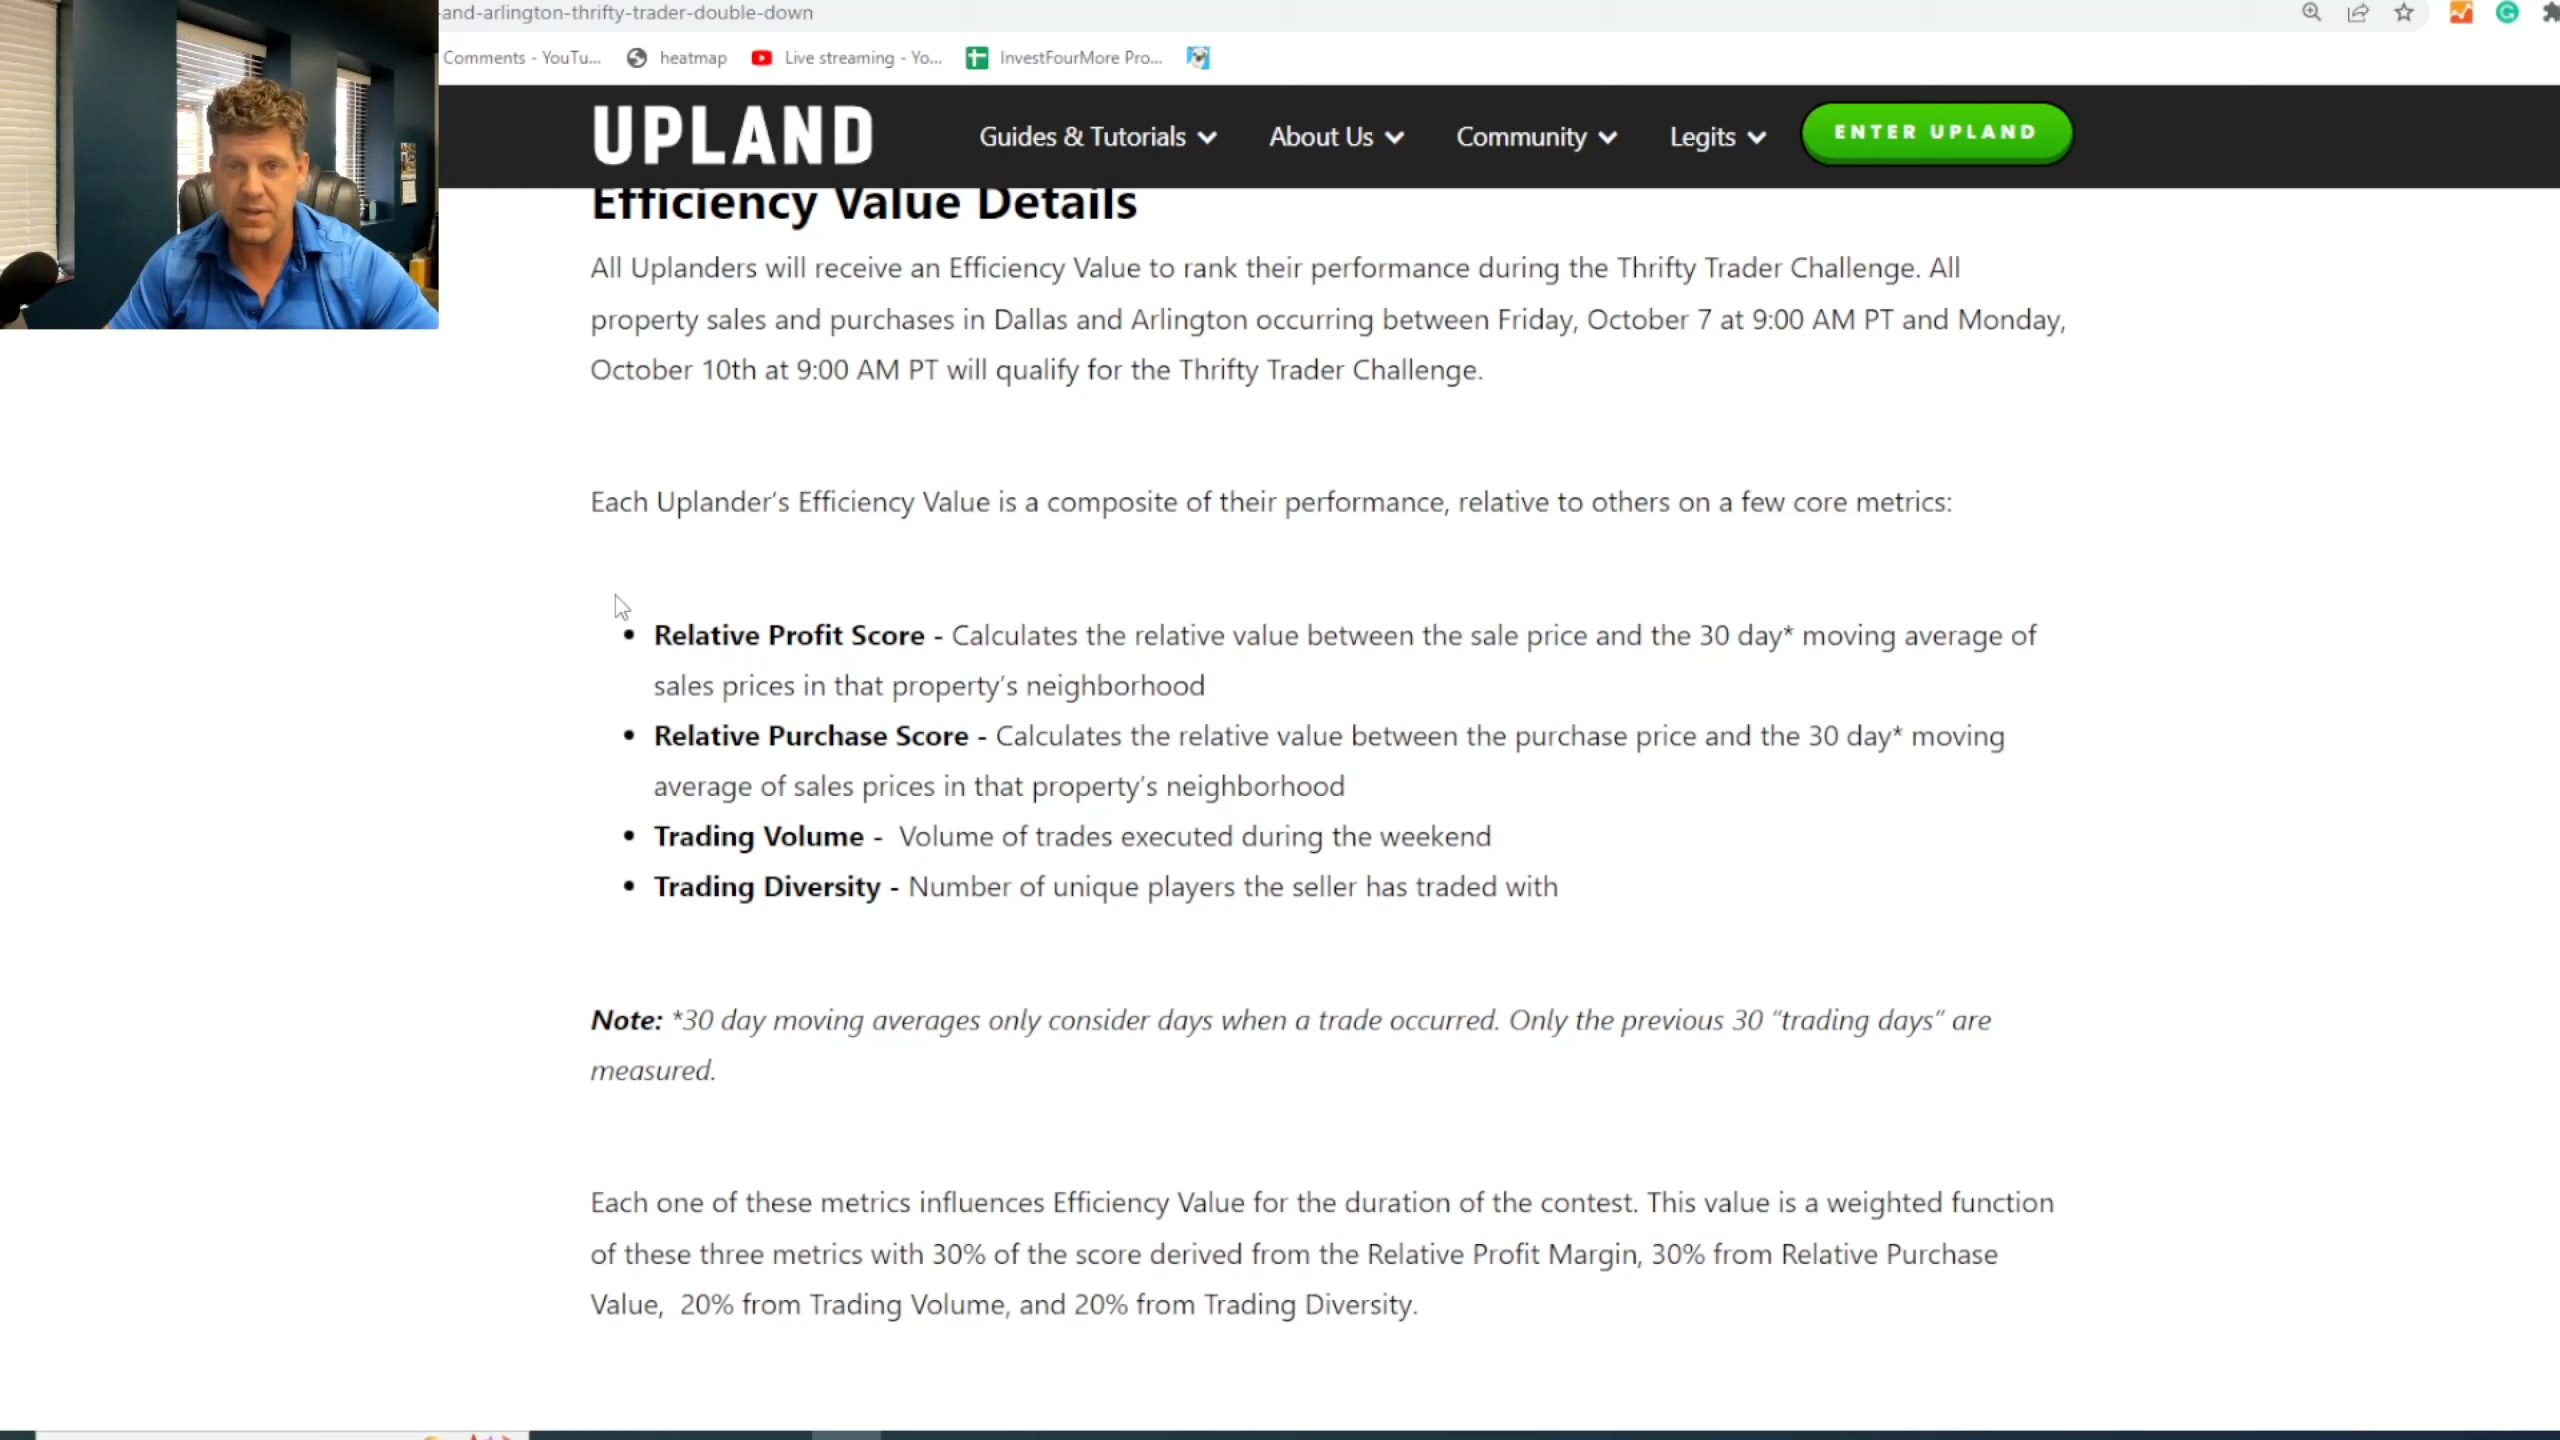 -and-arlington-thrifty-trader-double-down
Comments - YouTu... heatmap Live streaming - Yo... InvestFourMore Pro...
UPLAND Guides & Tutorials About Us Community Legits ENTER UPLAND
Efficiency Value Details
All Uplanders will receive an Efficiency Value to rank their performance during the Thrifty Trader Challenge. All
property sales and purchases in Dallas and Arlington occurring between Friday, October 7 at 9:00 AM PT and Monday,
October 10th at 9:00 AM PT will qualify for the Thrifty Trader Challenge.
Each Uplander's Efficiency Value is a composite of their performance, relative to others on a few core metrics:
• Relative Profit Score - Calculates the relative value between the sale price and the 30 day* moving average of
sales prices in that property's neighborhood
• Relative Purchase Score - Calculates the relative value between the purchase price and the 30 day* moving
average of sales prices in that property's neighborhood
• Trading Volume - Volume of trades executed during the weekend
• Trading Diversity - Number of unique players the seller has traded with
Note: *30 day moving averages only consider days when a trade occurred. Only the previous 30 "trading days" are
measured.
Each one of these metrics influences Efficiency Value for the duration of the contest. This value is a weighted function
of these three metrics with 30% of the score derived from the Relative Profit Margin, 30% from Relative Purchase
Value, 20% from Trading Volume, and 20% from Trading Diversity.